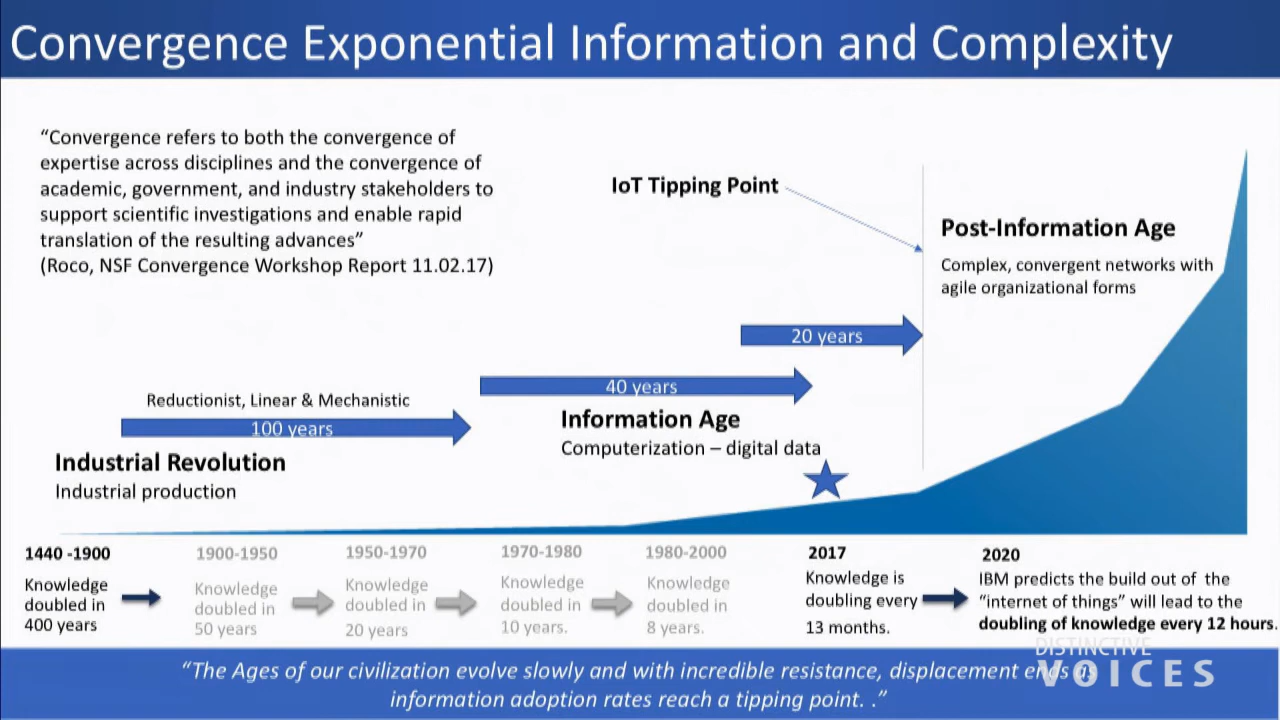 Convergence Exponential Information and Complexity
“Convergence refers to both the convergence of
expertise across disciplines and the convergence of
academic, government, and industry stakeholders to
support scientific investigations and enable rapid
translation of the resulting advances”
(Roco, NSF Convergence Workshop Report 11.02.17)
IoT Tipping Point
Post-Information Age
Complex, convergent networks with
agile organizational forms
20 years
40 years
Information Age
Computerization – digital data
Reductionist, Linear & Mechanistic
100 years
Industrial Revolution
Industrial production
1440 -1900
Knowledge
doubled in
400 years
1900-1950
Knowledge
doubled in
50 years
1950-1970
Knowledge
doubled in
20 years
1970-1980
Knowledge
doubled in
10 years.
1980-2000
Knowledge
doubled in
8 years.
2017
Knowledge is
doubling every
13 months.
2020
IBM predicts the build out of the
“internet of things” will lead to the
doubling of knowledge every 12 hours.
“The Ages of our civilization evolve slowly and with incredible resistance, displacement
information adoption rates reach a tipping point. .”
DISTINCTIVE
VOICES